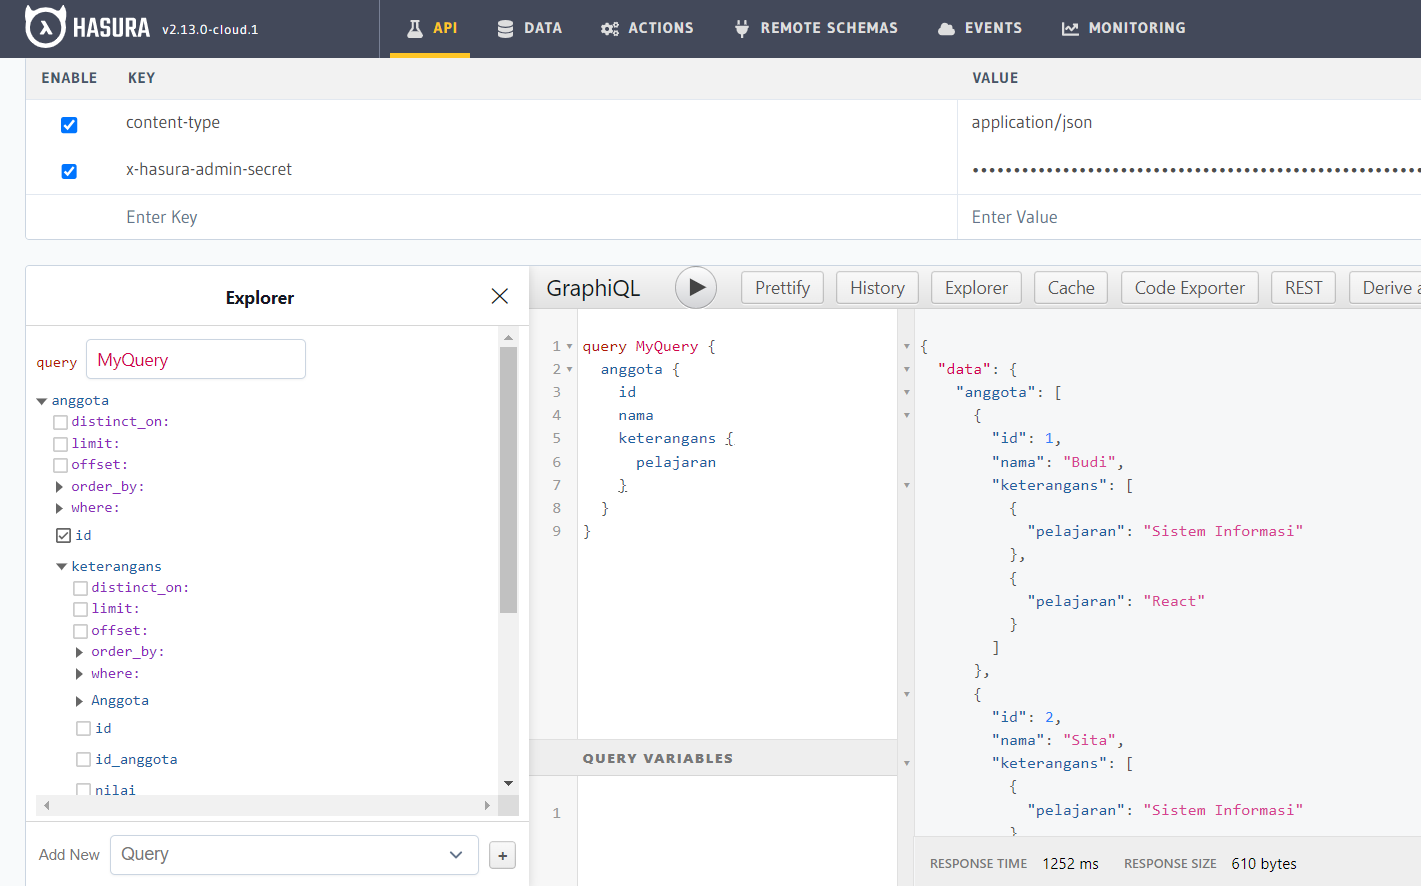 HASURA v2.13.0-cloud.1 API DATA ACTIONS REMOTE SCHEMAS EVENTS MONITORING
ENABLE KEY VALUE
content-type application/json
x-hasura-admin-secret ••••••••••••••••••••••••••••••••••••••••••••••••••••••
Enter Key Enter Value
Explorer
query MyQuery
anggota
distinct_on:
limit:
offset:
order_by:
where:
id
keterangans
distinct_on:
limit:
offset:
order_by:
where:
Anggota
id
id_anggota
nilai
Add New Query +
GraphiQL Prettify History Explorer Cache Code Exporter REST Derive
1 query MyQuery {
2 anggota {
3 id
4 nama
5 keterangans {
6 pelajaran
7 }
8 }
9 }
QUERY VARIABLES
1
{
"data": {
"anggota": [
{
"id": 1,
"nama": "Budi",
"keterangans": [
{
"pelajaran": "Sistem Informasi"
},
{
"pelajaran": "React"
}
]
},
{
"id": 2,
"nama": "Sita",
"keterangans": [
{
"pelajaran": "Sistem Informasi"
}
RESPONSE TIME 1252 ms RESPONSE SIZE 610 bytes